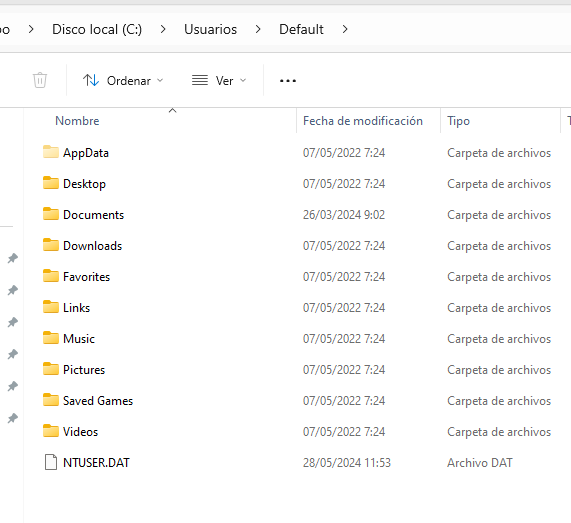 Disco local (C:) > Usuarios > Default >
Ordenar Ver ...
Nombre Fecha de modificación Tipo
AppData 07/05/2022 7:24 Carpeta de archivos
Desktop 07/05/2022 7:24 Carpeta de archivos
Documents 26/03/2024 9:02 Carpeta de archivos
Downloads 07/05/2022 7:24 Carpeta de archivos
Favorites 07/05/2022 7:24 Carpeta de archivos
Links 07/05/2022 7:24 Carpeta de archivos
Music 07/05/2022 7:24 Carpeta de archivos
Pictures 07/05/2022 7:24 Carpeta de archivos
Saved Games 07/05/2022 7:24 Carpeta de archivos
Videos 07/05/2022 7:24 Carpeta de archivos
NTUSER.DAT 28/05/2024 11:53 Archivo DAT